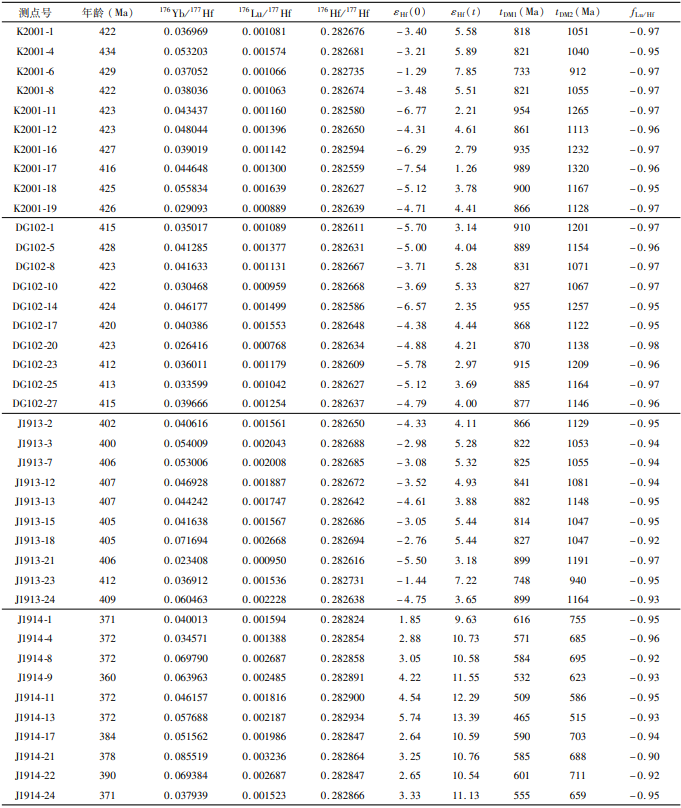 测点号 年龄 (Ma) ¹⁷⁶Yb/¹⁷⁷Hf ¹⁷⁶Lu/¹⁷⁷Hf ¹⁷⁶Hf/¹⁷⁷Hf εHf(0) εHf(t) tDM1(Ma) tDM2(Ma) fLu/Hf
K2001-1 422 0.036969 0.001081 0.282676 -3.40 5.58 818 1051 -0.97
K2001-4 434 0.053203 0.001574 0.282681 -3.21 5.89 821 1040 -0.95
K2001-6 429 0.037052 0.001066 0.282735 -1.29 7.85 733 912 -0.97
K2001-8 422 0.038036 0.001063 0.282674 -3.48 5.51 821 1055 -0.97
K2001-11 423 0.043437 0.001160 0.282580 -6.77 2.21 954 1265 -0.97
K2001-12 423 0.048044 0.001396 0.282650 -4.31 4.61 861 1113 -0.96
K2001-16 427 0.039019 0.001142 0.282594 -6.29 2.79 935 1232 -0.97
K2001-17 416 0.044648 0.001300 0.282559 -7.54 1.26 989 1320 -0.96
K2001-18 425 0.055834 0.001639 0.282627 -5.12 3.78 900 1167 -0.95
K2001-19 426 0.029093 0.000889 0.282639 -4.71 4.41 866 1128 -0.97
DG102-1 415 0.035017 0.001089 0.282611 -5.70 3.14 910 1201 -0.97
DG102-5 428 0.041285 0.001377 0.282631 -5.00 4.04 889 1154 -0.96
DG102-8 423 0.041633 0.001131 0.282667 -3.71 5.28 831 1071 -0.97
DG102-10 422 0.030468 0.000959 0.282668 -3.69 5.33 827 1067 -0.97
DG102-14 424 0.046177 0.001499 0.282586 -6.57 2.35 955 1257 -0.95
DG102-17 420 0.040386 0.001553 0.282648 -4.38 4.44 868 1122 -0.95
DG102-20 423 0.026416 0.000768 0.282634 -4.88 4.21 870 1138 -0.98
DG102-23 412 0.036011 0.001179 0.282609 -5.78 2.97 915 1209 -0.96
DG102-25 413 0.033599 0.001042 0.282627 -5.12 3.69 885 1164 -0.97
DG102-27 415 0.039666 0.001254 0.282637 -4.79 4.00 877 1146 -0.96
J1913-2 402 0.040616 0.001561 0.282650 -4.33 4.11 866 1129 -0.95
J1913-3 400 0.054009 0.002043 0.282688 -2.98 5.28 822 1053 -0.94
J1913-7 406 0.053006 0.002008 0.282685 -3.08 5.32 825 1055 -0.94
J1913-12 407 0.046928 0.001887 0.282672 -3.52 4.93 841 1081 -0.94
J1913-13 407 0.044242 0.001747 0.282642 -4.61 3.88 882 1148 -0.95
J1913-15 405 0.041638 0.001567 0.282686 -3.05 5.44 814 1047 -0.95
J1913-18 405 0.071694 0.002668 0.282694 -2.76 5.44 827 1047 -0.92
J1913-21 406 0.023408 0.000950 0.282616 -5.50 3.18 899 1191 -0.97
J1913-23 412 0.036912 0.001536 0.282731 -1.44 7.22 748 940 -0.95
J1913-24 409 0.060463 0.002228 0.282638 -4.75 3.65 899 1164 -0.93
J1914-1 371 0.040013 0.001594 0.282824 1.85 9.63 616 755 -0.95
J1914-4 372 0.034571 0.001388 0.282854 2.88 10.73 571 685 -0.96
J1914-8 372 0.069790 0.002687 0.282858 3.05 10.58 584 695 -0.92
J1914-9 360 0.063963 0.002485 0.282891 4.22 11.55 532 623 -0.93
J1914-11 372 0.046157 0.001816 0.282900 4.54 12.29 509 586 -0.95
J1914-13 372 0.057688 0.002187 0.282934 5.74 13.39 465 515 -0.93
J1914-17 384 0.051562 0.001986 0.282847 2.64 10.59 590 703 -0.94
J1914-21 378 0.085519 0.003236 0.282864 3.25 10.76 585 688 -0.90
J1914-22 390 0.069384 0.002687 0.282847 2.65 10.54 601 711 -0.92
J1914-24 371 0.037939 0.001523 0.282866 3.33 11.13 555 659 -0.95